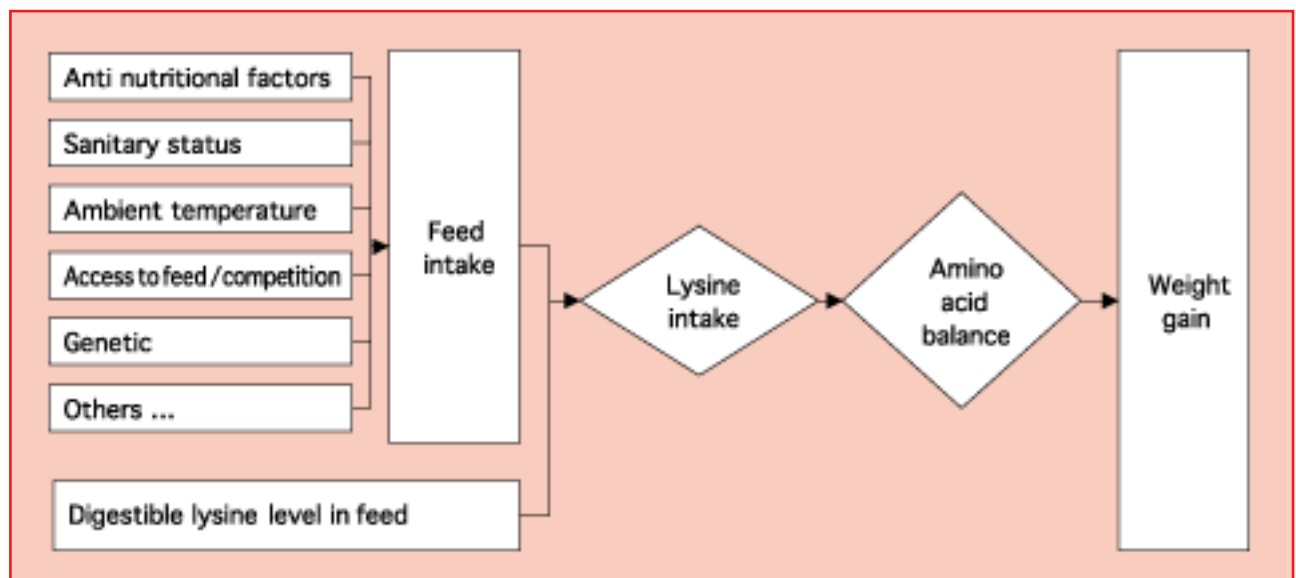 Anti nutritional factors
Sanitary status
Ambient temperature
Access to feed/competition
Genetic
Others ...
Digestible lysine level in feed
Feed
intake
Lysine
intake
Amino
acid
balance
Weight
gain